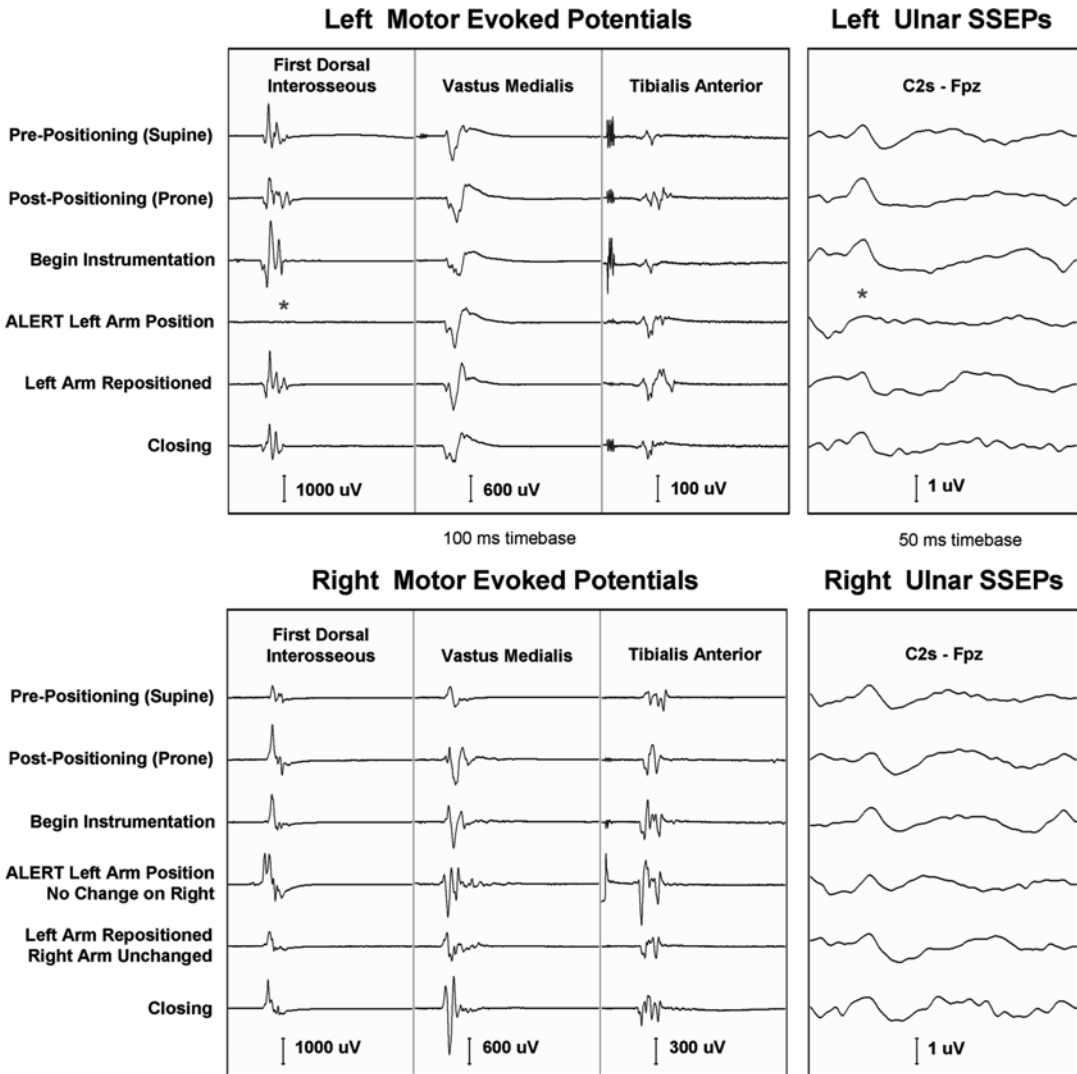 Left Motor Evoked Potentials
Left Ulnar SSEPs
First Dorsal
Interosseous
Vastus Medialis
Tibialis Anterior
C2s - Fpz
Pre-Positioning (Supine)
Post-Positioning (Prone)
Begin Instrumentation
*
*
ALERT Left Arm Position
Left Arm Repositioned
Closing
1000 uV
600 uV
100 uV
1 uV
100 ms timebase
50 ms timebase
Right Motor Evoked Potentials
Right Ulnar SSEPs
First Dorsal
Interosseous
Vastus Medialis
Tibialis Anterior
C2s - Fpz
Pre-Positioning (Supine)
Post-Positioning (Prone)
Begin Instrumentation
ALERT Left Arm Position
No Change on Right
Left Arm Repositioned
Right Arm Unchanged
Closing
1000 uV
600 uV
300 uV
1 uV